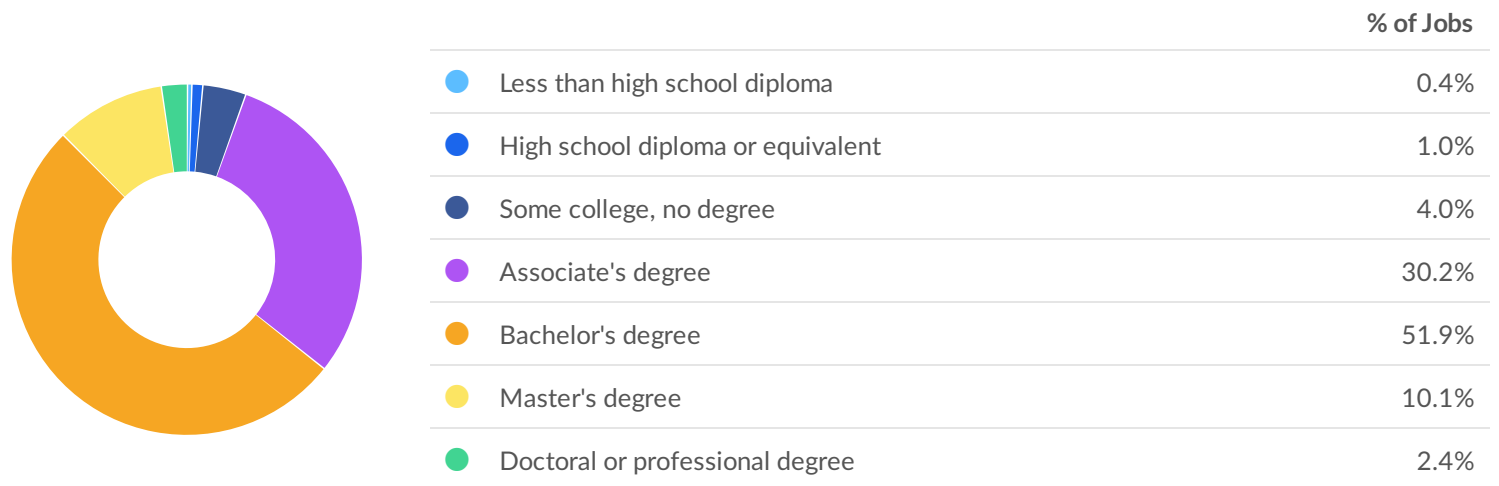 % of Jobs
Less than high school diploma 0.4%
High school diploma or equivalent 1.0%
Some college, no degree 4.0%
Associate's degree 30.2%
Bachelor's degree 51.9%
Master's degree 10.1%
Doctoral or professional degree 2.4%